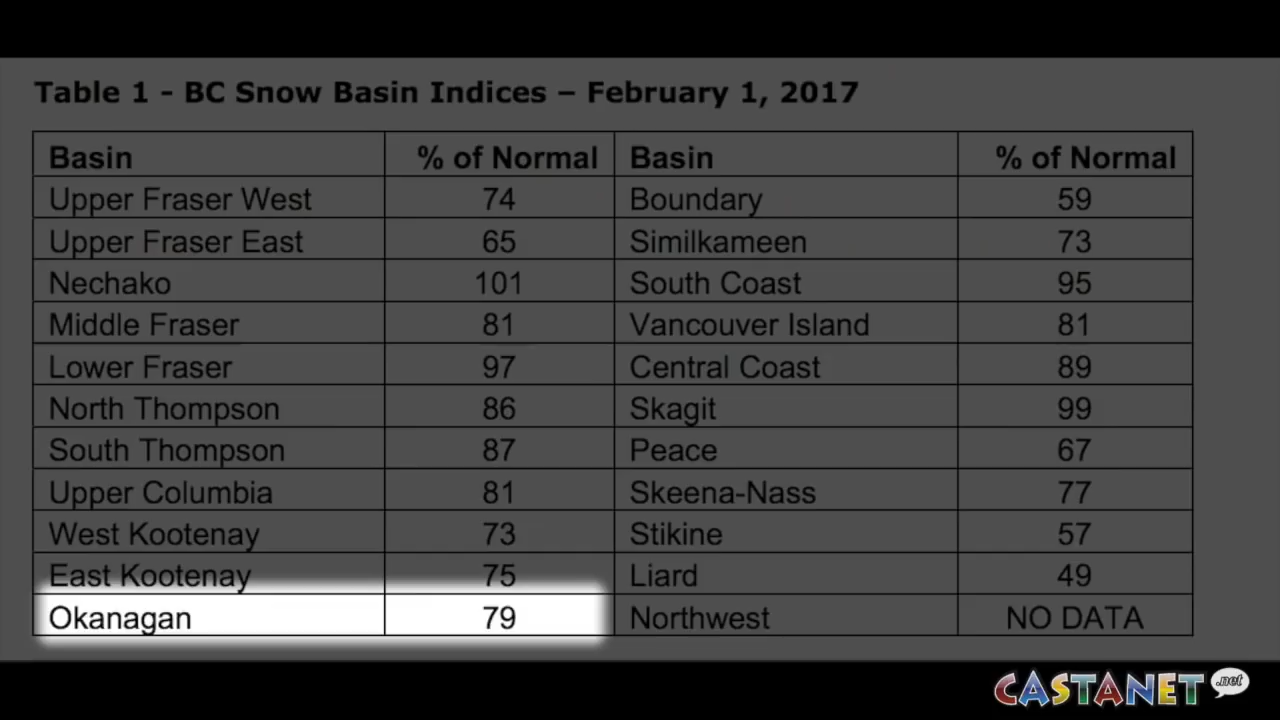 Table 1 - BC Snow Basin Indices – February 1, 2017
Basin % of Normal Basin % of Normal
Upper Fraser West 74 Boundary 59
Upper Fraser East 65 Similkameen 73
Nechako 101 South Coast 95
Middle Fraser 81 Vancouver Island 81
Lower Fraser 97 Central Coast 89
North Thompson 86 Skagit 99
South Thompson 87 Peace 67
Upper Columbia 81 Skeena-Nass 77
West Kootenay 73 Stikine 57
East Kootenay 75 Liard 49
Okanagan 79 Northwest NO DATA
CASTANET .net